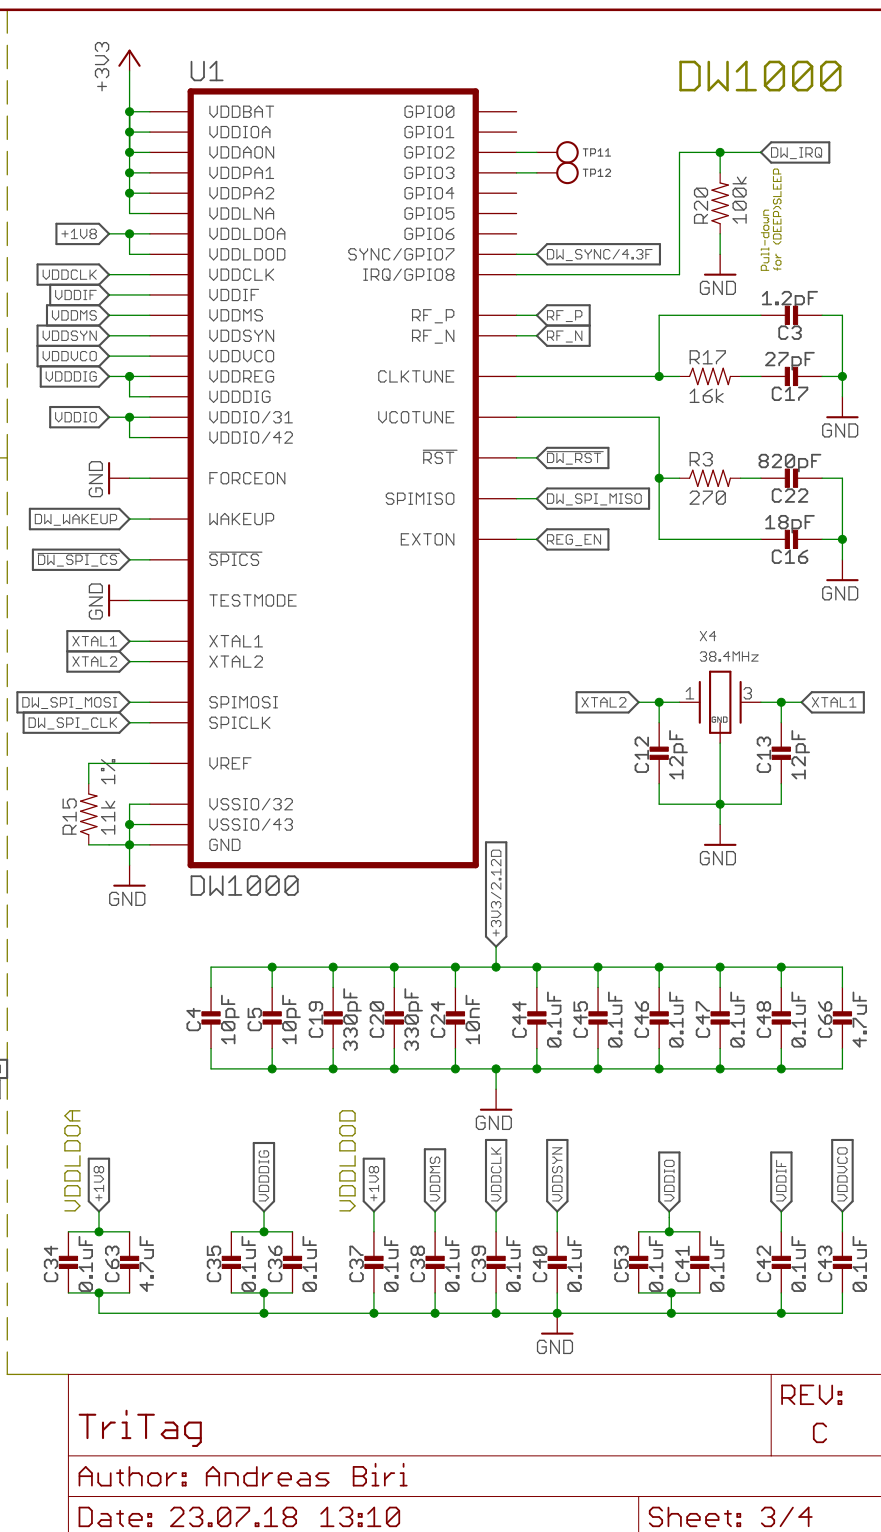 +3V3
U1
DW1000
VDDBAT
VDDIOA
VDDAON
VDDPA1
VDDPA2
VDDLNA
+1V8
VDDLDOA
VDDLDOD
VDDCLK
VDDCLK
VDDIF
VDDIF
VDDMS
VDDMS
VDDSYN
VDDSYN
VDDVCO
VDDVCO
VDDDIG
VDDREG
VDDDIG
VDDIO
VDDIO/31
VDDIO/42
GND
FORCEON
DW_WAKEUP
WAKEUP
DW_SPI_CS
SPICS
GND
TESTMODE
XTAL1
XTAL1
XTAL2
XTAL2
DW_SPI_MOSI
SPIMOSI
DW_SPI_CLK
SPICLK
VREF
R15
11k 1%
VSSIO/32
VSSIO/43
GND
GND
DW1000
GPIO0
GPIO1
GPIO2
TP11
GPIO3
TP12
GPIO4
GPIO5
GPIO6
SYNC/GPIO7
DW_SYNC/4.3F
IRQ/GPIO8
RF_P
RF_P
RF_N
RF_N
CLKTUNE
VCOTUNE
RST
DW_RST
SPIMISO
DW_SPI_MISO
EXTON
REG_EN
DW_IRQ
R20
100k
Pull-down
for (DEEP)SLEEP
GND
1.2pF
C3
R17
16k
27pF
C17
GND
R3
270
820pF
C22
18pF
C16
GND
X4
38.4MHz
XTAL2
1
GND
3
XTAL1
C12
12pF
C13
12pF
GND
+3V3/2.12D
C4
10pF
C5
10pF
C19
330pF
C20
330pF
C24
10nF
C44
0.1uF
C45
0.1uF
C46
0.1uF
C47
0.1uF
C48
0.1uF
C66
4.7uF
GND
VDDLDOA
+1V8
VDDDIG
VDDLDOD
+1V8
VDDMS
VDDCLK
VDDSYN
VDDIO
VDDIF
VDDVCO
C34
0.1uF
C63
4.7uF
C35
0.1uF
C36
0.1uF
C37
0.1uF
C38
0.1uF
C39
0.1uF
C40
0.1uF
C53
0.1uF
C41
0.1uF
C42
0.1uF
C43
0.1uF
GND
TriTag
REV:
C
Author: Andreas Biri
Date: 23.07.18 13:10
Sheet: 3/4